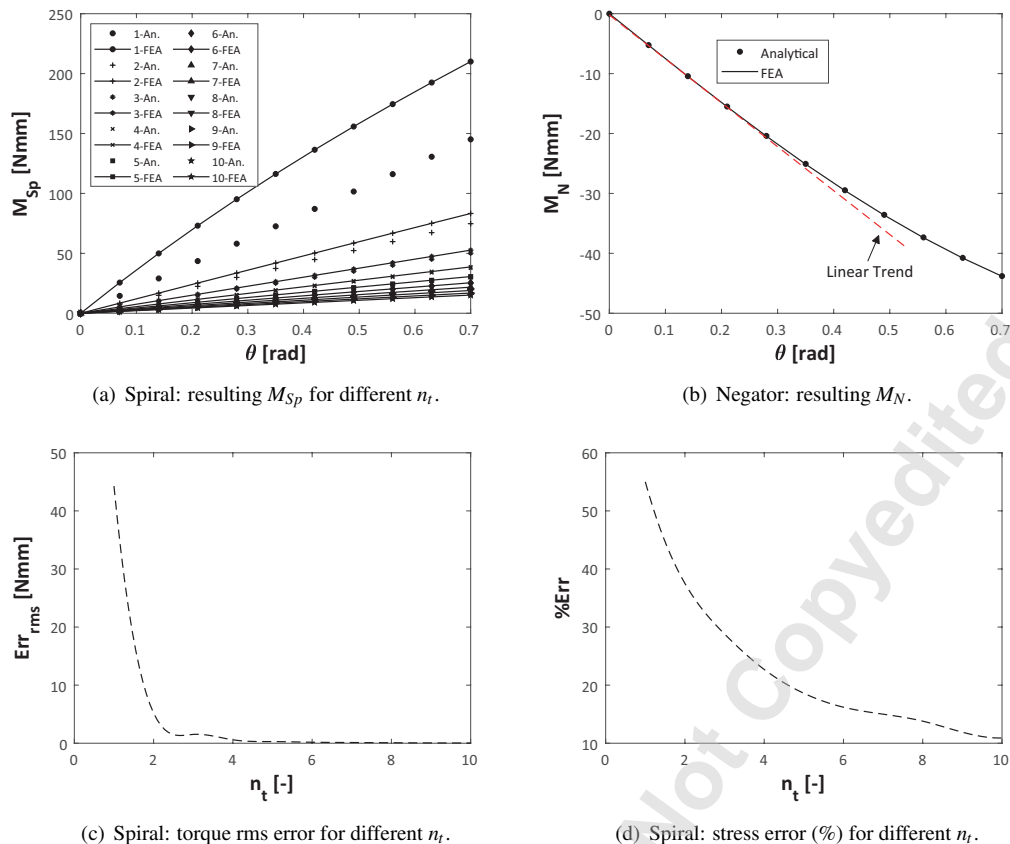 250
200
150
100
50
0
M_Sp [Nmm]
1-An.
1-FEA
2-An.
2-FEA
3-An.
3-FEA
4-An.
4-FEA
5-An.
5-FEA
6-An.
6-FEA
7-An.
7-FEA
8-An.
8-FEA
9-An.
9-FEA
10-An.
10-FEA
0 0.1 0.2 0.3 0.4 0.5 0.6 0.7
θ [rad]
(a) Spiral: resulting M_Sp for different n_t.
0
-10
-20
-30
-40
-50
M_N [Nmm]
Analytical
FEA
Linear Trend
0 0.1 0.2 0.3 0.4 0.5 0.6 0.7
θ [rad]
(b) Negator: resulting M_N.
50
40
30
20
10
0
Err_rms [Nmm]
0 2 4 6 8 10
n_t [-]
(c) Spiral: torque rms error for different n_t.
60
50
40
30
20
10
%Err
0 2 4 6 8 10
n_t [-]
(d) Spiral: stress error (%) for different n_t.
Not Copyedited